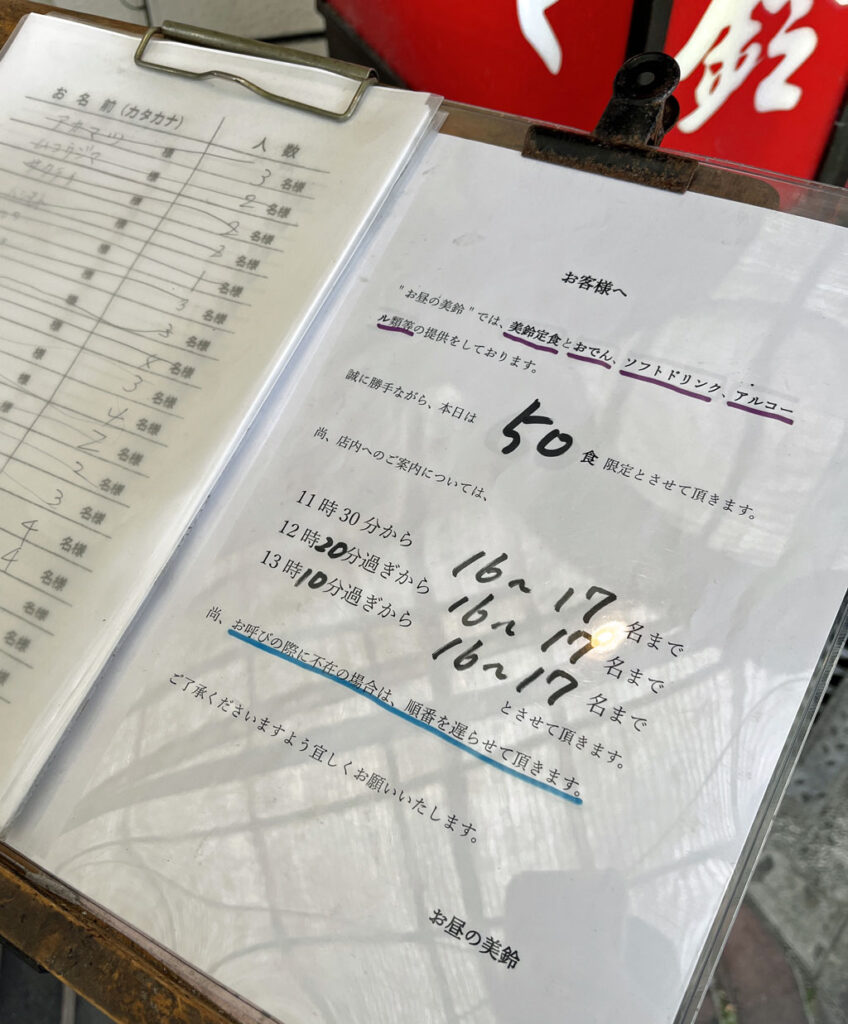 鈴
お名前（カタカナ）　人数
様 3 名様
様 2 名様
様 2 名様
様 3 名様
様 1 名様
様 3 名様
様 3 名様
様 8 名様
様 3 名様
様 4 名様
様 2 名様
2 名様
3 名様
4 名様
4 名様
名様
名様
名様
お客様へ
"お昼の美鈴"では、美鈴定食とおでん、ソフトドリンク、アルコー
ル類等の提供をしております。
誠に勝手ながら、本日は 50 食 限定とさせて頂きます。
尚、店内へのご案内については、
11時30分から 16〜17 名まで
12時20分過ぎから 16〜17 名まで
13時10分過ぎから 16〜17 名まで
とさせて頂きます。
尚、お呼びの際に不在の場合は、順番を遅らせて頂きます。
ご了承くださいますよう宜しくお願いいたします。
お昼の美鈴